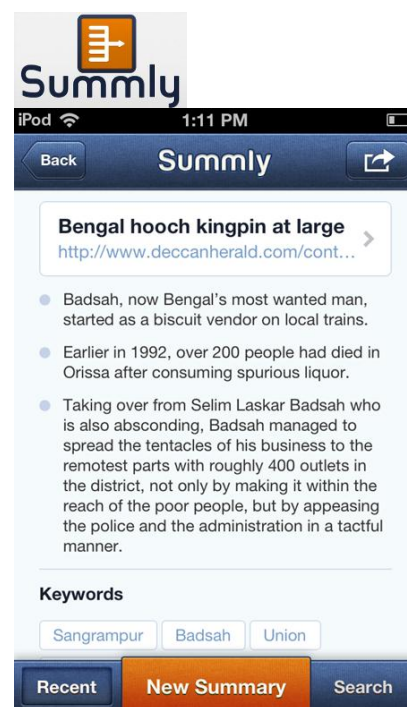 Summly
iPod 1:11 PM
Back Summly
Bengal hooch kingpin at large
http://www.deccanherald.com/cont...
Badsah, now Bengal's most wanted man,
started as a biscuit vendor on local trains.
Earlier in 1992, over 200 people had died in
Orissa after consuming spurious liquor.
Taking over from Selim Laskar Badsah who
is also absconding, Badsah managed to
spread the tentacles of his business to the
remotest parts with roughly 400 outlets in
the district, not only by making it within the
reach of the poor people, but by appeasing
the police and the administration in a tactful
manner.
Keywords
Sangrampur Badsah Union
Recent New Summary Search